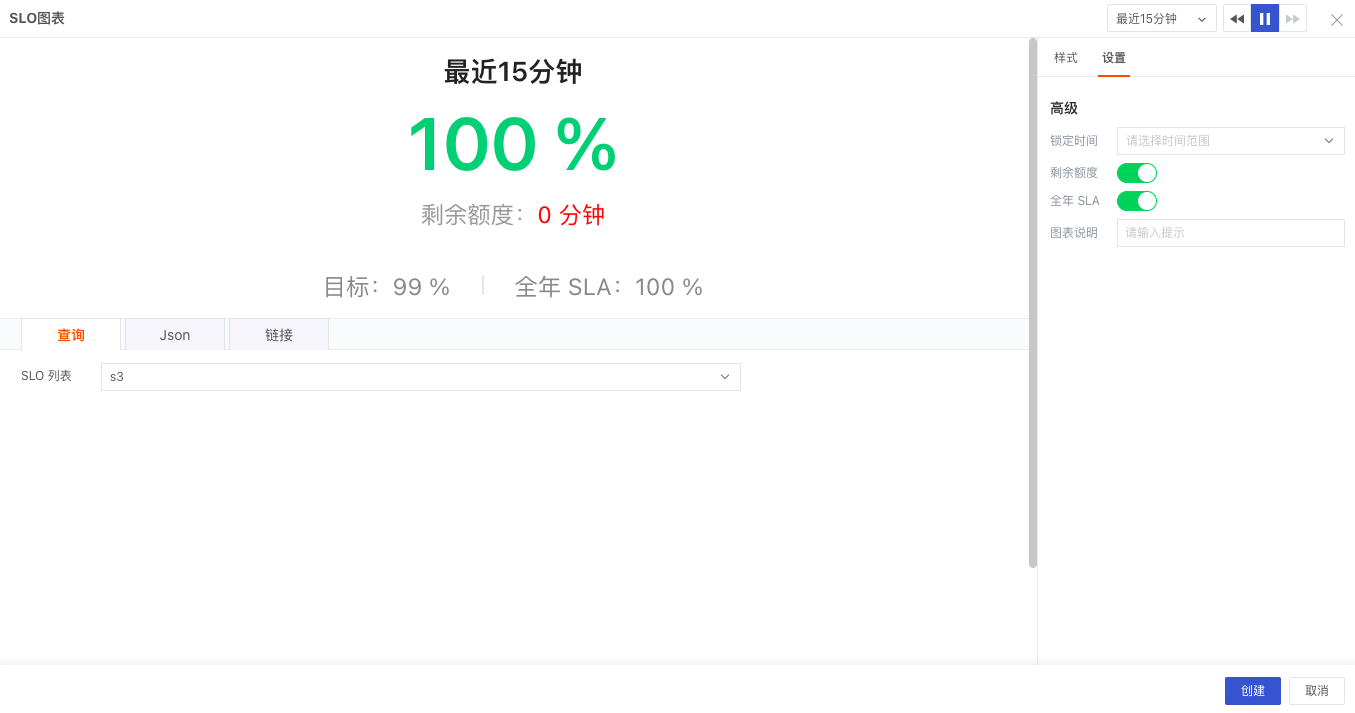 SLO图表
最近15分钟
最近15分钟
100 %
剩余额度： 0 分钟
目标： 99 %
全年 SLA： 100 %
查询
Json
链接
SLO 列表
s3
样式
设置
高级
锁定时间
请选择时间范围
剩余额度
全年 SLA
图表说明
请输入提示
创建
取消